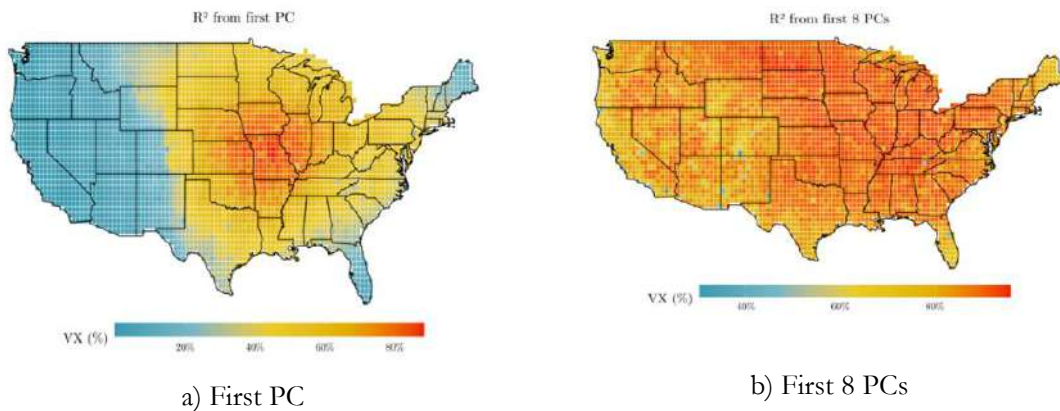 R² from first PC
VX (%)
20%
40%
60%
80%
a) First PC
R² from first 8 PCs
VX (%)
40%
60%
80%
b) First 8 PCs